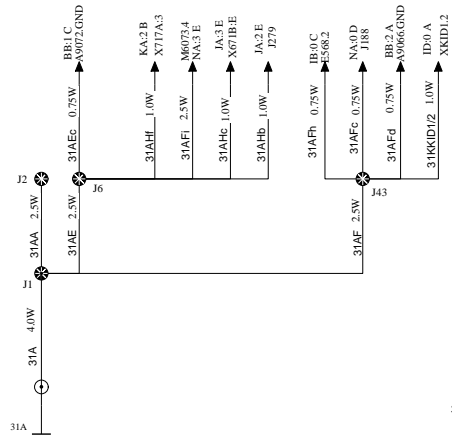 BB:1 C
A9072.GND
KA:2 B
X717A:3
M6073.4
NA:3 E
JA:3 E
X671B:E
JA:2 E
J279
IB:0 C
E568.2
NA:0 D
J188
BB:2 A
A9066.GND
ID:0 A
XKID1.2
31AEc 0.75W
31AHf 1.0W
31AFi 2.5W
31AHc 1.0W
31AHb 1.0W
31AFh 0.75W
31AFc 0.75W
31AFd 0.75W
31KKID1/2 1.0W
J2
J6
J43
31AA 2.5W
31AE 2.5W
31AF 2.5W
J1
31A 4.0W
31A